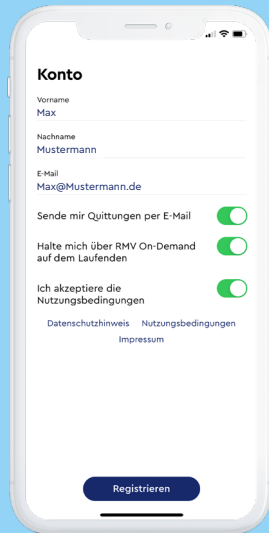 Konto
Vorname
Max
Nachname
Mustermann
E-Mail
Max@Mustermann.de
Sende mir Quittungen per E-Mail
Halte mich über RMV On-Demand
auf dem Laufenden
Ich akzeptiere die
Nutzungsbedingungen
Datenschutzhinweis Nutzungsbedingungen
Impressum
Registrieren